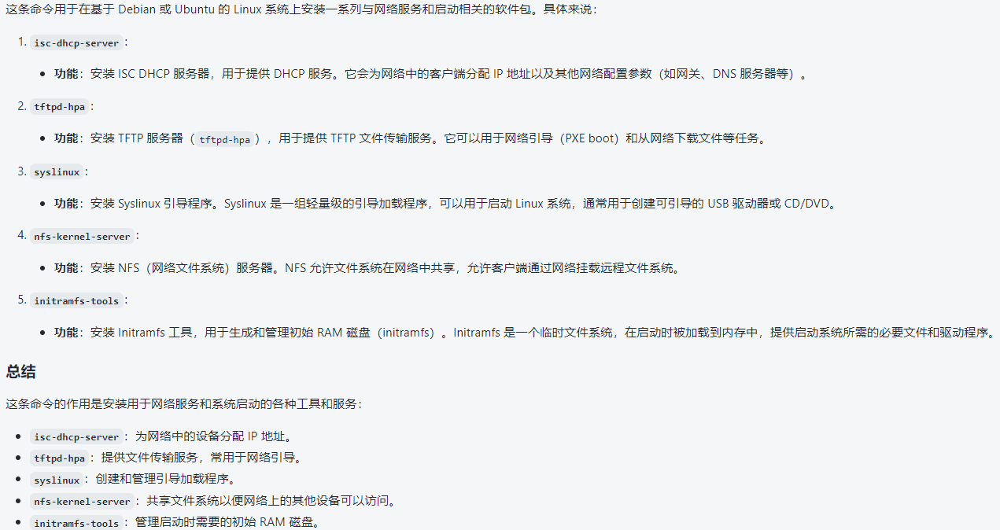 这条命令用于在基于 Debian 或 Ubuntu 的 Linux 系统上安装一系列与网络服务和启动相关的软件包。具体来说：
1. isc-dhcp-server：
• 功能：安装 ISC DHCP 服务器，用于提供 DHCP 服务。它会为网络中的客户端分配 IP 地址以及其他网络配置参数（如网关、DNS 服务器等）。
2. tftpd-hpa：
• 功能：安装 TFTP 服务器（tftpd-hpa），用于提供 TFTP 文件传输服务。它可以用于网络引导（PXE boot）和从网络下载文件等任务。
3. syslinux：
• 功能：安装 Syslinux 引导程序。Syslinux 是一组轻量级的引导加载程序，可以用于启动 Linux 系统，通常用于创建可引导的 USB 驱动器或 CD/DVD。
4. nfs-kernel-server：
• 功能：安装 NFS（网络文件系统）服务器。NFS 允许文件系统在网络中共享，允许客户端通过网络挂载远程文件系统。
5. initramfs-tools：
• 功能：安装 Initramfs 工具，用于生成和管理初始 RAM 磁盘（initramfs）。Initramfs 是一个临时文件系统，在启动时被加载到内存中，提供启动系统所需的必要文件和驱动程序。
总结
这条命令的作用是安装用于网络服务和系统启动的各种工具和服务：
• isc-dhcp-server：为网络中的设备分配 IP 地址。
• tftpd-hpa：提供文件传输服务，常用于网络引导。
• syslinux：创建和管理引导加载程序。
• nfs-kernel-server：共享文件系统以便网络上的其他设备可以访问。
• initramfs-tools：管理启动时需要的初始 RAM 磁盘。